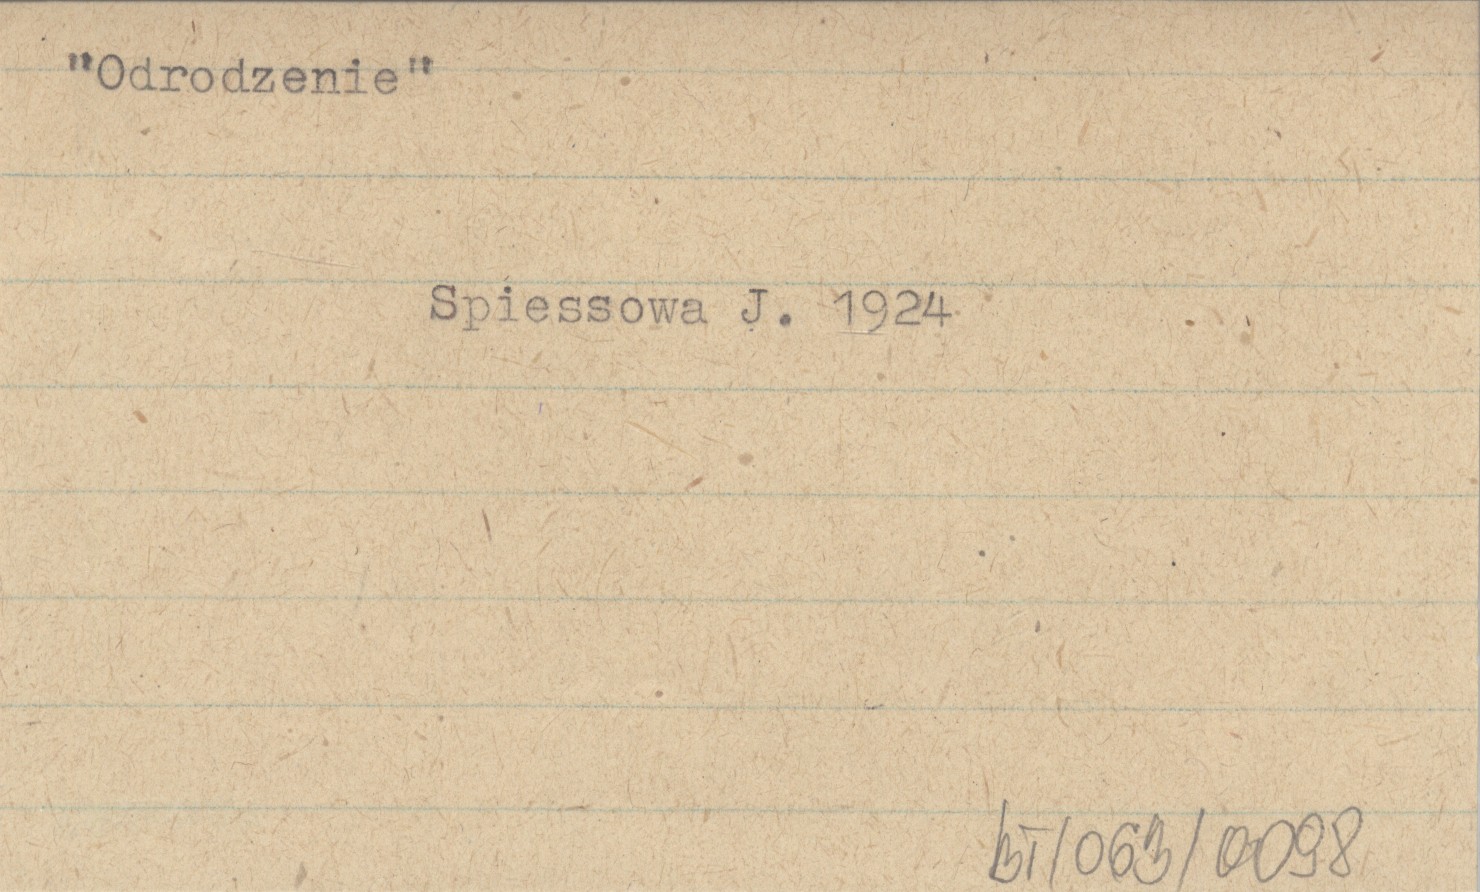 "Odrodzenie"
Spiessowa J. 1924
bT/063/0098